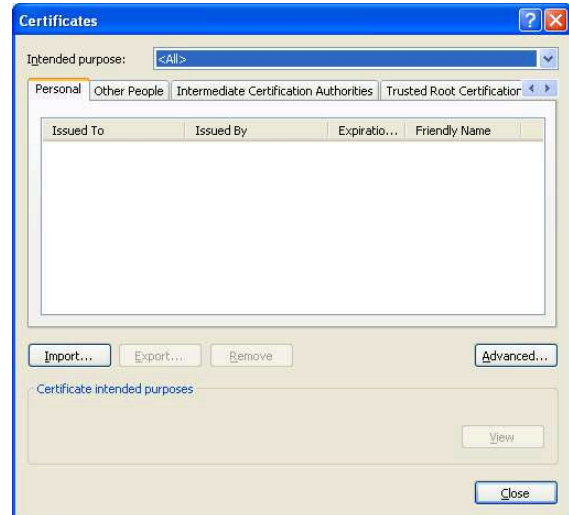 Certificates
Intended purpose: <All>
Personal Other People Intermediate Certification Authorities Trusted Root Certification
Issued To Issued By Expiratio... Friendly Name
Import... Export... Remove Advanced...
Certificate intended purposes
View
Close